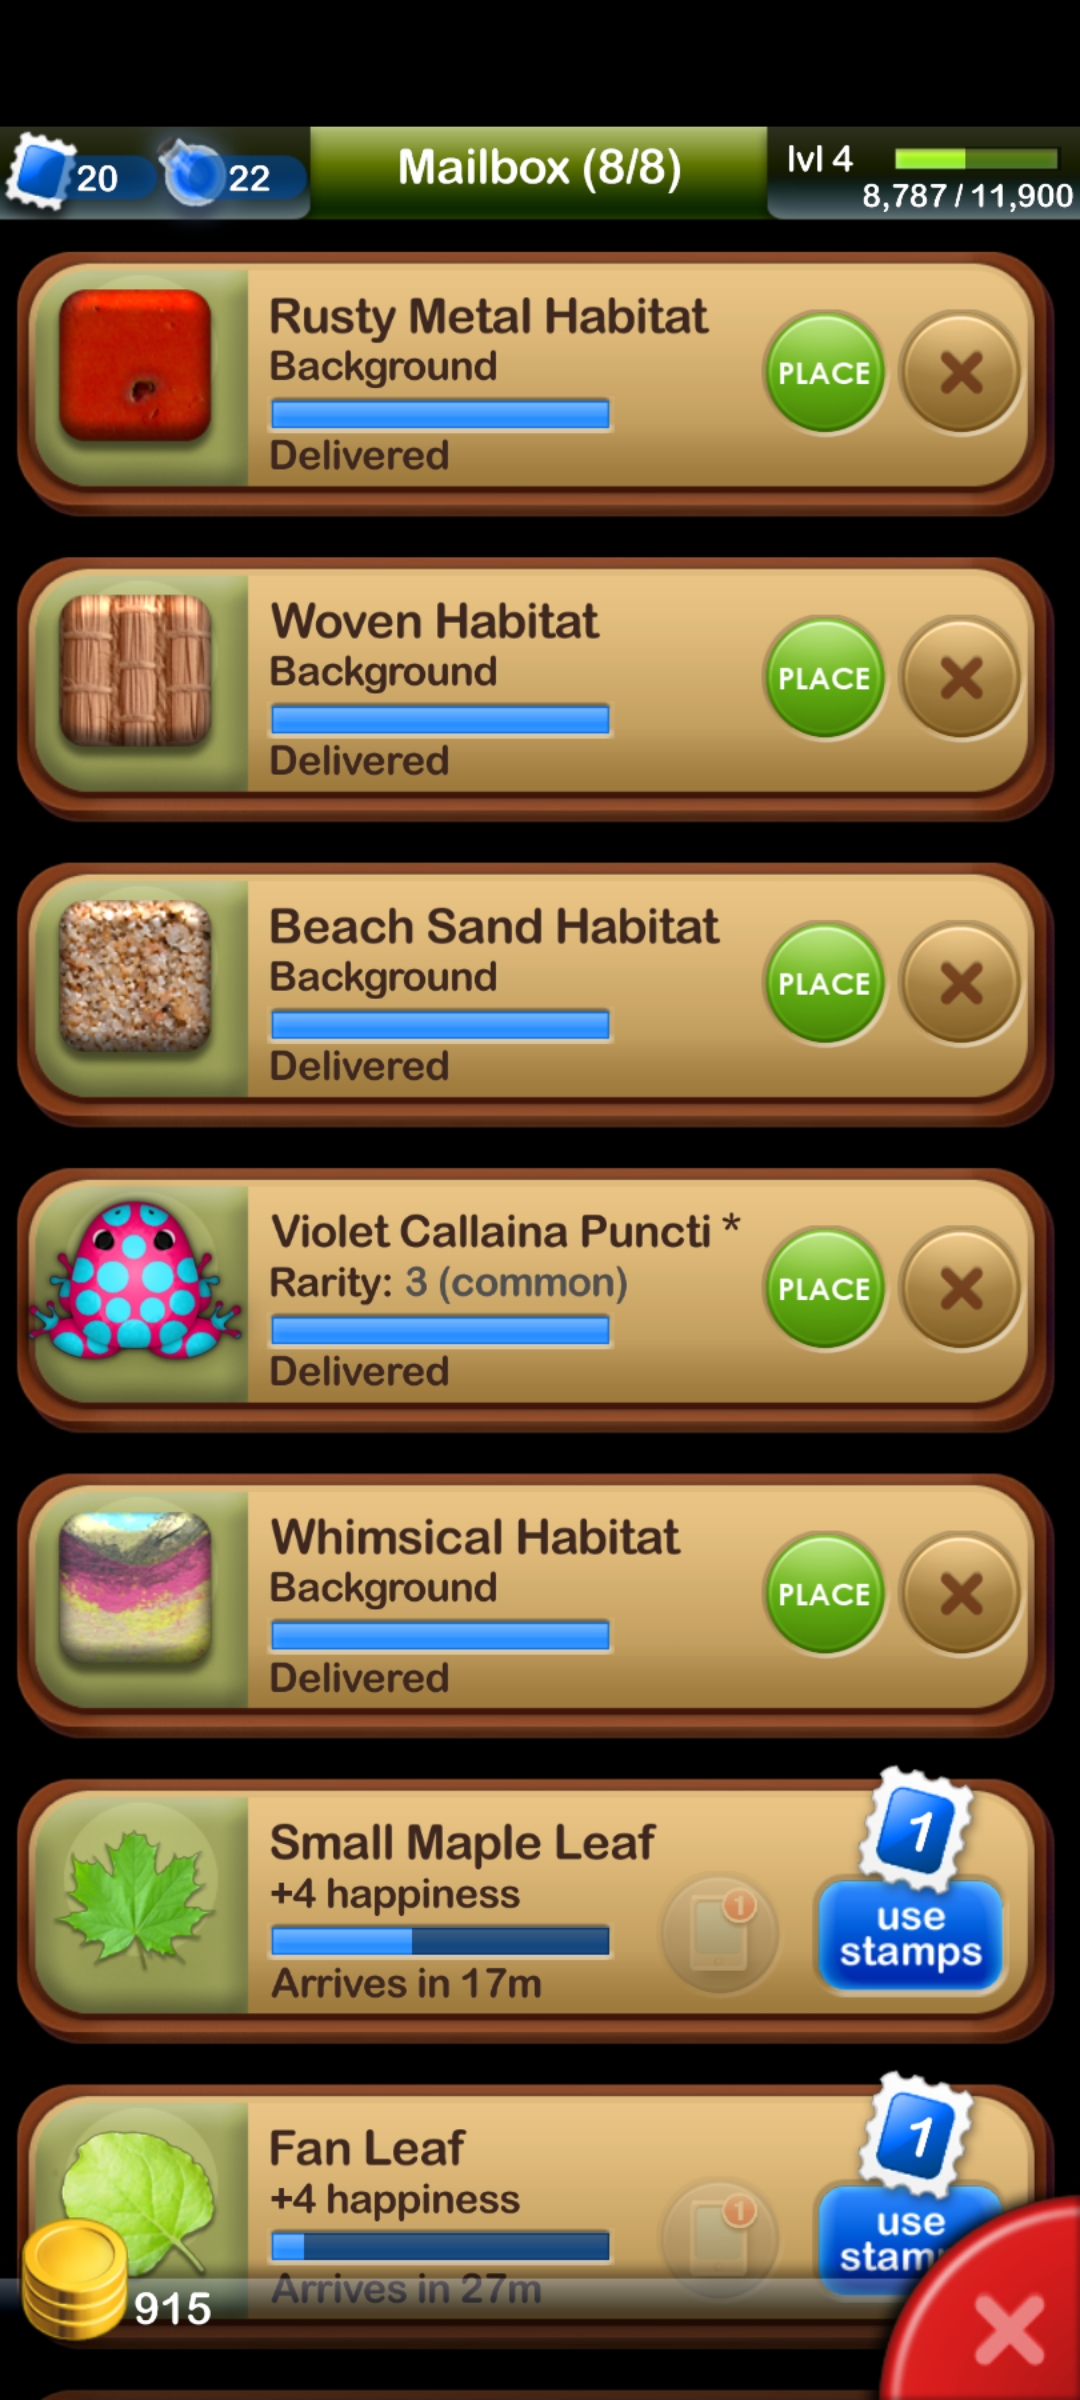 20
22
Mailbox (8/8)
lvl 4
8,787 / 11,900
Rusty Metal Habitat
Background
Delivered
PLACE
Woven Habitat
Background
Delivered
PLACE
Beach Sand Habitat
Background
Delivered
PLACE
Violet Callaina Puncti *
Rarity: 3 (common)
Delivered
PLACE
Whimsical Habitat
Background
Delivered
PLACE
Small Maple Leaf
+4 happiness
Arrives in 17m
1
1
use
stamps
Fan Leaf
+4 happiness
Arrives in 27m
1
1
use
stam
915